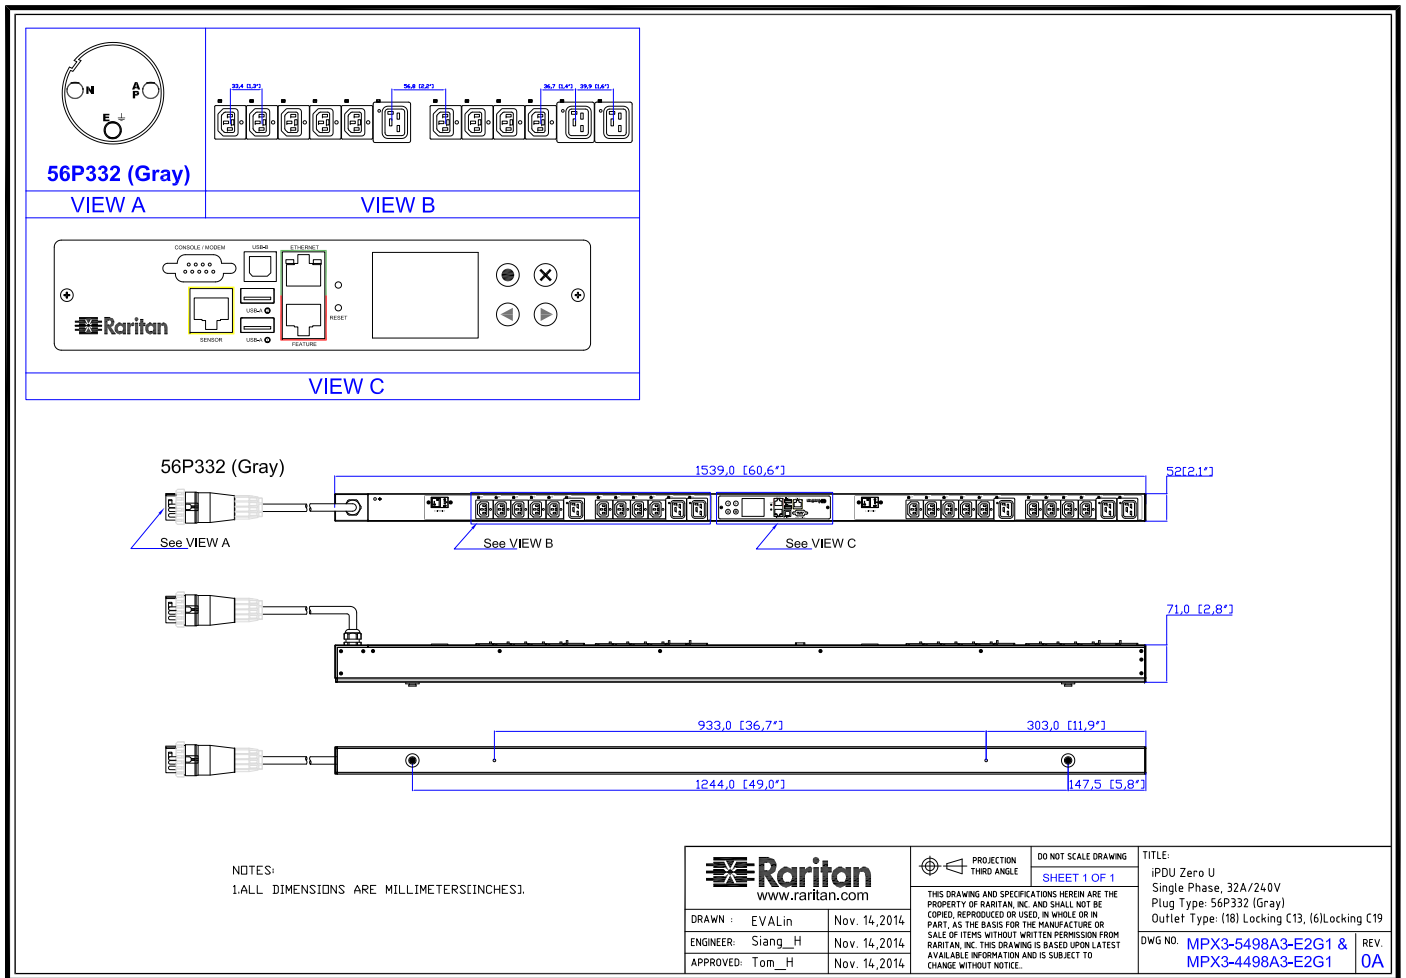 N
A
P
E
56P332 (Gray)
VIEW A
33,4 [1,3"]
56,8 [2,2"]
36,7 [1,4"]
39,9 [1,6"]
VIEW B
CONSOLE / MODEM
USB-B
ETHERNET
Raritan
SENSOR
USB-A
USB-A
FEATURE
RESET
VIEW C
56P332 (Gray)
1539,0 [60,6"]
52[2.1"]
See VIEW A
See VIEW B
See VIEW C
71,0 [2,8"]
933,0 [36,7"]
303,0 [11,9"]
1244,0 [49,0"]
147,5 [5,8"]
NOTES:
1.ALL DIMENSIONS ARE MILLIMETERS[INCHES].
Raritan
www.raritan.com
DRAWN : EVALin Nov. 14,2014
ENGINEER: Siang_H Nov. 14,2014
APPROVED: Tom_H Nov. 14,2014
PROJECTION
THIRD ANGLE
DO NOT SCALE DRAWING
SHEET 1 OF 1
THIS DRAWING AND SPECIFICATIONS HEREIN ARE THE
PROPERTY OF RARITAN, INC. AND SHALL NOT BE
COPIED, REPRODUCED OR USED, IN WHOLE OR IN
PART, AS THE BASIS FOR THE MANUFACTURE OR
SALE OF ITEMS WITHOUT WRITTEN PERMISSION FROM
RARITAN, INC. THIS DRAWING IS BASED UPON LATEST
AVAILABLE INFORMATION AND IS SUBJECT TO
CHANGE WITHOUT NOTICE..
TITLE:
iPDU Zero U
Single Phase, 32A/240V
Plug Type: 56P332 (Gray)
Outlet Type: (18) Locking C13, (6)Locking C19
DWG NO. MPX3-5498A3-E2G1 &
MPX3-4498A3-E2G1
REV.
0A